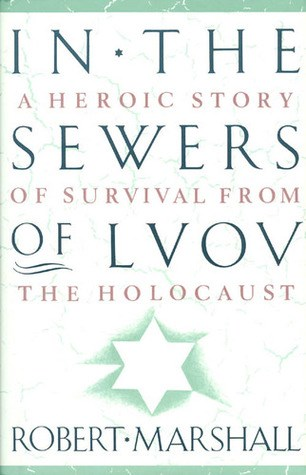 IN·THE
A HEROIC STORY
SEWERS
OF SURVIVAL FROM
OF LVOV
THE HOLOCAUST
ROBERT·MARSHALL